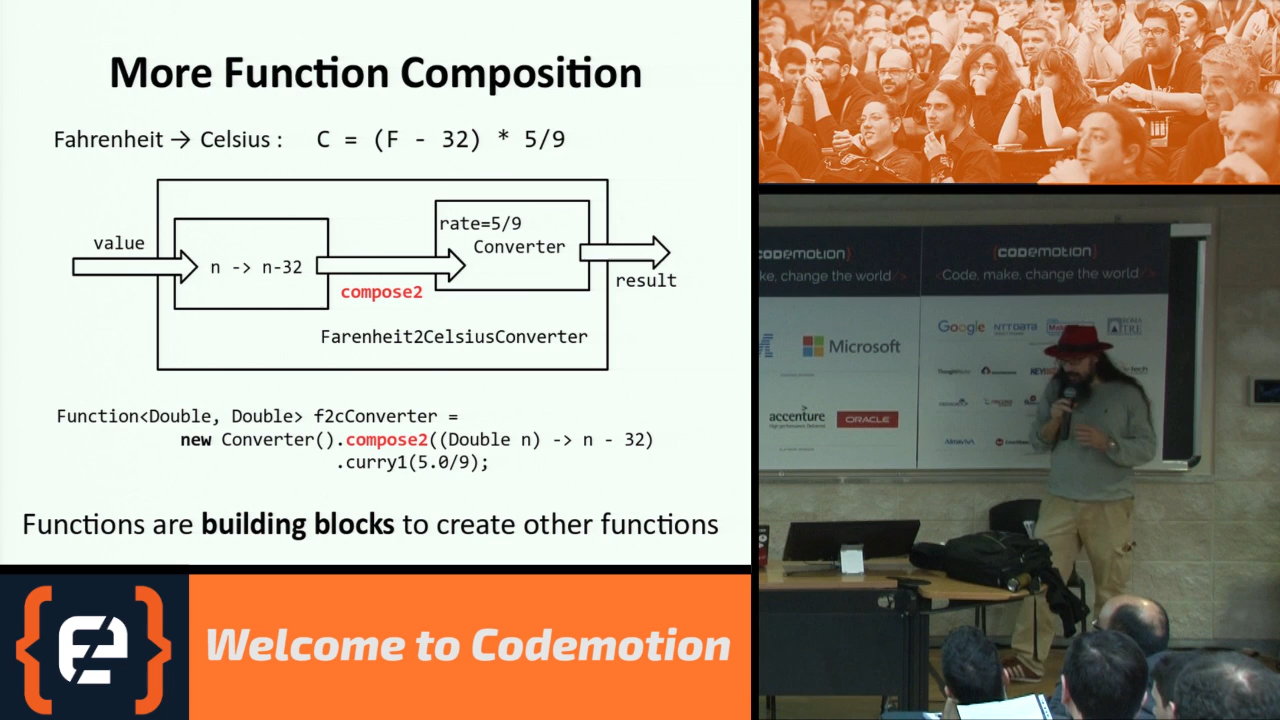 More Function Composition
Fahrenheit → Celsius : C = (F - 32) * 5/9
value
n -> n-32
compose2
rate=5/9
Converter
result
Farenheit2CelsiusConverter
Function<Double, Double> f2cConverter =
new Converter().compose2((Double n) -> n - 32)
.curry1(5.0/9);
Functions are building blocks to create other functions
Welcome to Codemotion
{codemotion}
ke, change the world/>
Microsoft
accenture
ORACLE
{codemotion}
<Code, make, change the world/>
Google
NTT DATA